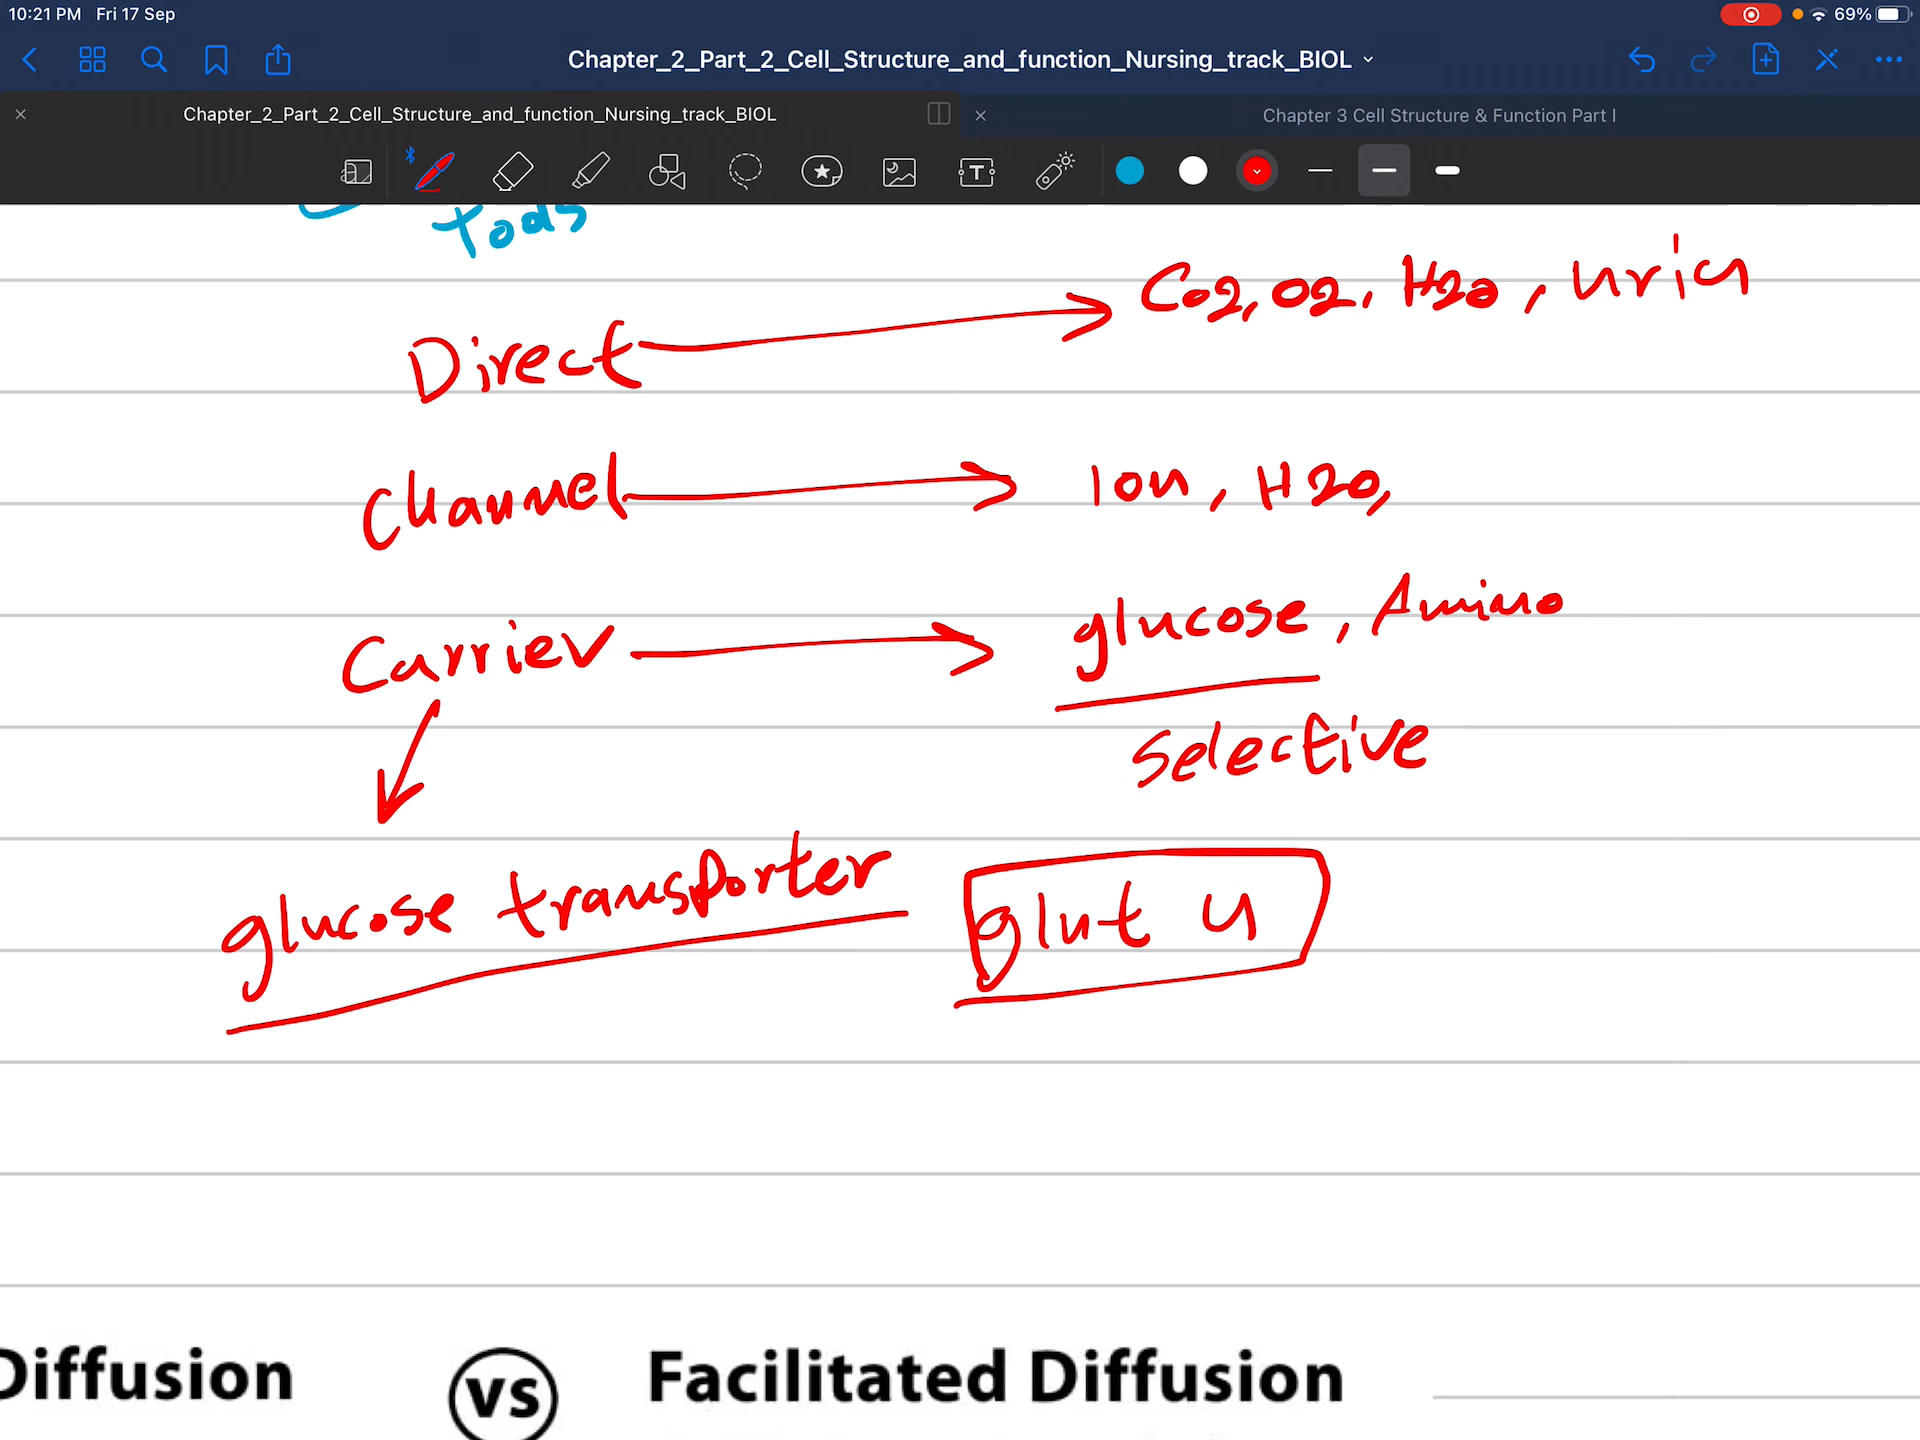 10:21 PM Fri 17 Sep 69%
Chapter_2_Part_2_Cell_Structure_and_function_Nursing_track_BIOL
Chapter_2_Part_2_Cell_Structure_and_function_Nursing_track_BIOL Chapter 3 Cell Structure & Function Part I
Direct Co2, O2, H2o,
Channel Ion, H2o,
Carrier glucose, Amino
Selective
glucose transporter glut 4
Diffusion VS Facilitated Diffusion